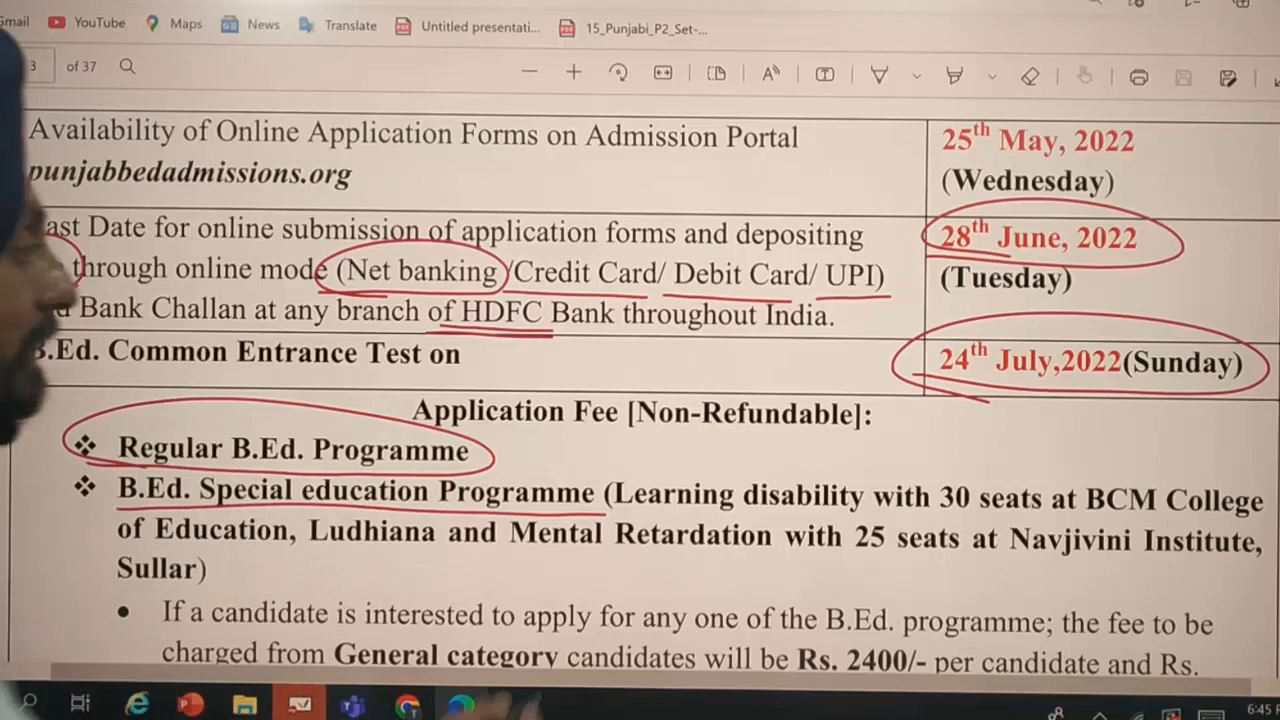 Gmail YouTube Maps News Translate Untitled presentati... 15_Punjabi_P2_Set-...
3 of 37
Availability of Online Application Forms on Admission Portal
punjabbedadmissions.org
25th May, 2022
(Wednesday)
ast Date for online submission of application forms and depositing
through online mode (Net banking /Credit Card/ Debit Card/ UPI)
Bank Challan at any branch of HDFC Bank throughout India.
28th June, 2022
(Tuesday)
B.Ed. Common Entrance Test on
24th July,2022(Sunday)
Application Fee [Non-Refundable]:
❖ Regular B.Ed. Programme
❖ B.Ed. Special education Programme (Learning disability with 30 seats at BCM College
of Education, Ludhiana and Mental Retardation with 25 seats at Navjivini Institute,
Sullar)
• If a candidate is interested to apply for any one of the B.Ed. programme; the fee to be
charged from General category candidates will be Rs. 2400/- per candidate and Rs.
6:45